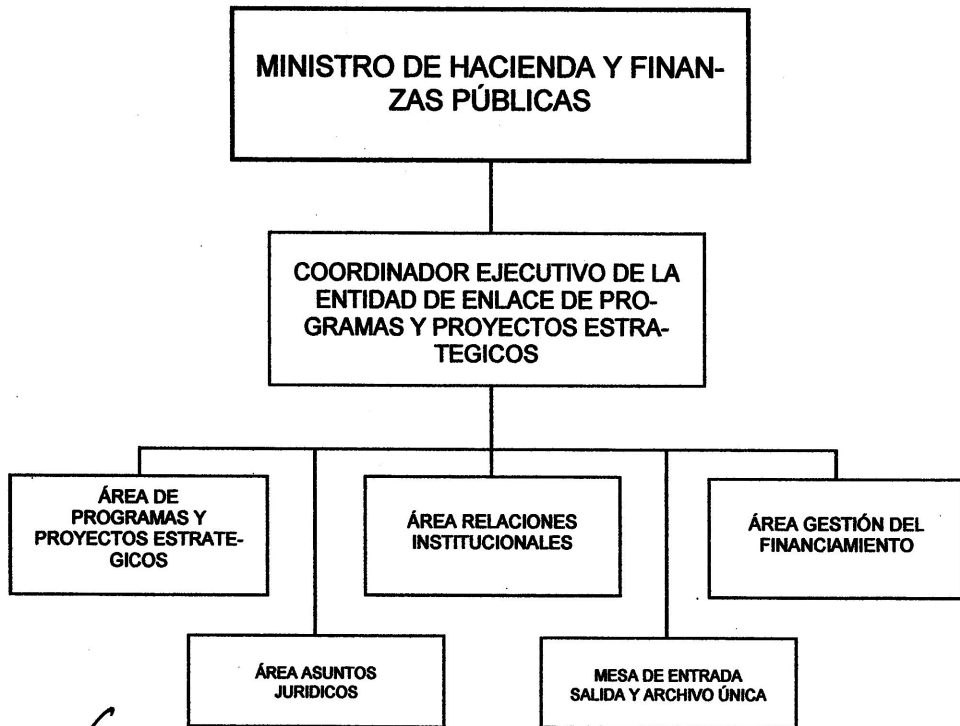 MINISTRO DE HACIENDA Y FINAN-
ZAS PÚBLICAS
COORDINADOR EJECUTIVO DE LA
ENTIDAD DE ENLACE DE PRO-
GRAMAS Y PROYECTOS ESTRA-
TEGICOS
ÁREA DE
PROGRAMAS Y
PROYECTOS ESTRATE-
GICOS
ÁREA RELACIONES
INSTITUCIONALES
ÁREA GESTIÓN DEL
FINANCIAMIENTO
ÁREA ASUNTOS
JURIDICOS
MESA DE ENTRADA
SALIDA Y ARCHIVO ÚNICA